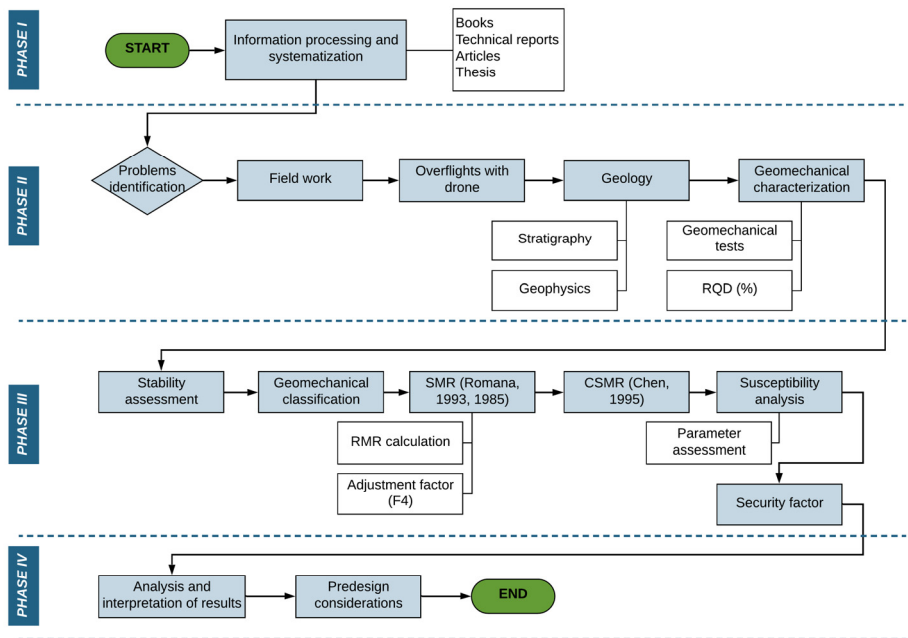 PHASE I
START
Information processing and
systematization
Books
Technical reports
Articles
Thesis
PHASE II
Problems
identification
Field work
Overflights with
drone
Geology
Geomechanical
characterization
Stratigraphy
Geophysics
Geomechanical
tests
RQD (%)
PHASE III
Stability
assessment
Geomechanical
classification
SMR (Romana,
1993, 1985)
CSMR (Chen,
1995)
Susceptibility
analysis
RMR calculation
Adjustment factor
(F4)
Parameter
assessment
Security factor
PHASE IV
Analysis and
interpretation of results
Predesign
considerations
END